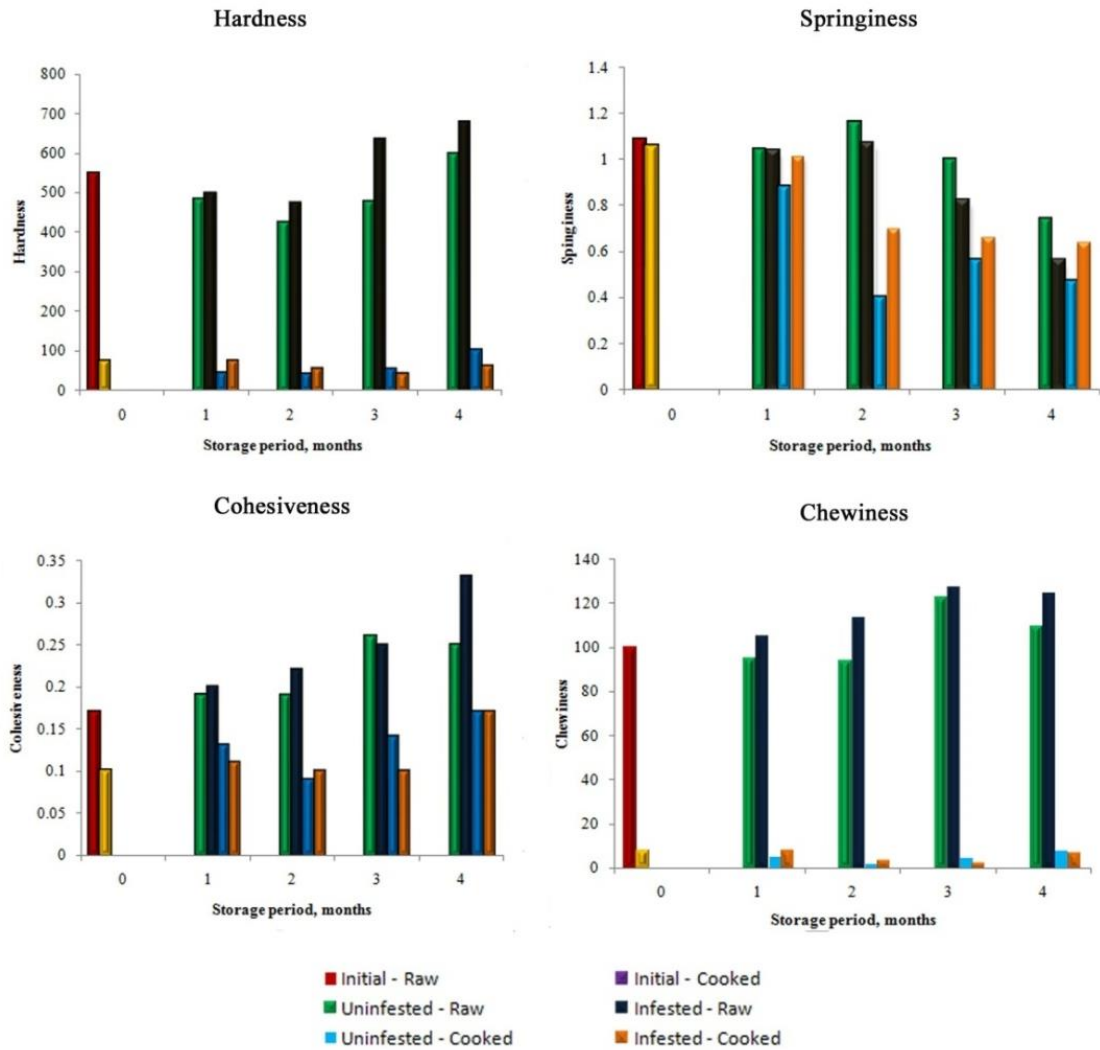 Hardness
800
700
600
500
400
300
200
100
0
Hardness
0 1 2 3 4
Storage period, months
Springiness
1.4
1.2
1
0.8
0.6
0.4
0.2
0
Spinginess
0 1 2 3 4
Storage period, months
Cohesiveness
0.35
0.3
0.25
0.2
0.15
0.1
0.05
0
Cohesiveness
0 1 2 3 4
Storage period, months
Chewiness
140
120
100
80
60
40
20
0
Chewiness
0 1 2 3 4
Storage period, months
Initial - Raw Initial - Cooked
Uninfested - Raw Infested - Raw
Uninfested - Cooked Infested - Cooked